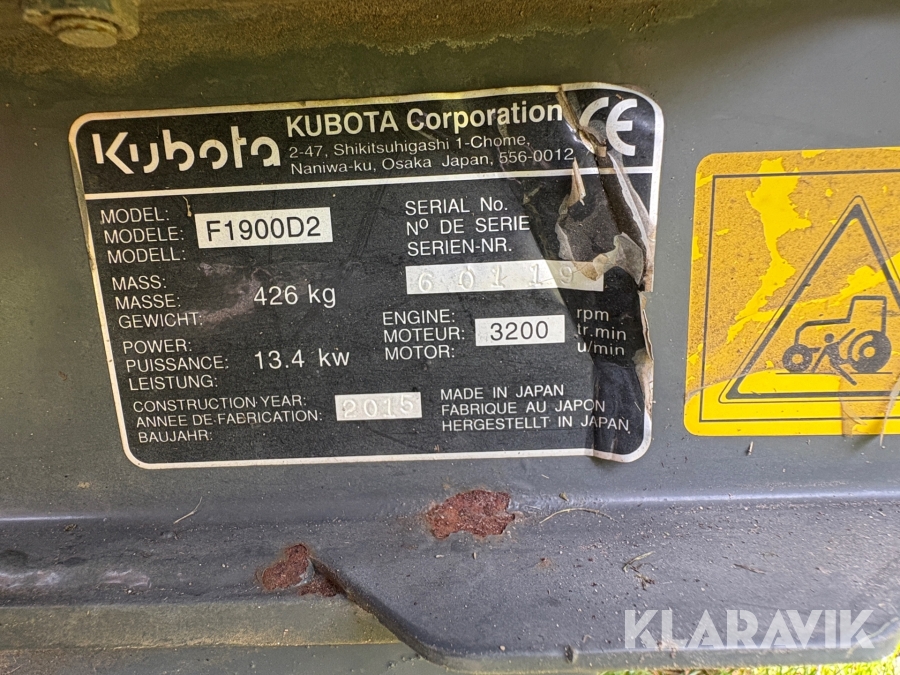 Kubota
KUBOTA Corporation
2-47, Shikitsuhigashi 1-Chome,
Naniwa-ku, Osaka Japan, 556-0012
CE
MODEL:
MODELE:
MODELL:
F1900D2
SERIAL No.
Nº DE SERIE
SERIEN-NR.
MASS:
MASSE:
GEWICHT:
426 kg
ENGINE:
MOTEUR:
MOTOR:
3200
rpm
tr.min
u/min
POWER:
PUISSANCE:
LEISTUNG:
13.4 kw
CONSTRUCTION YEAR:
ANNEE DE FABRICATION:
BAUJAHR:
2015
MADE IN JAPAN
FABRIQUE AU JAPON
HERGESTELLT IN JAPAN
KLARAVIK